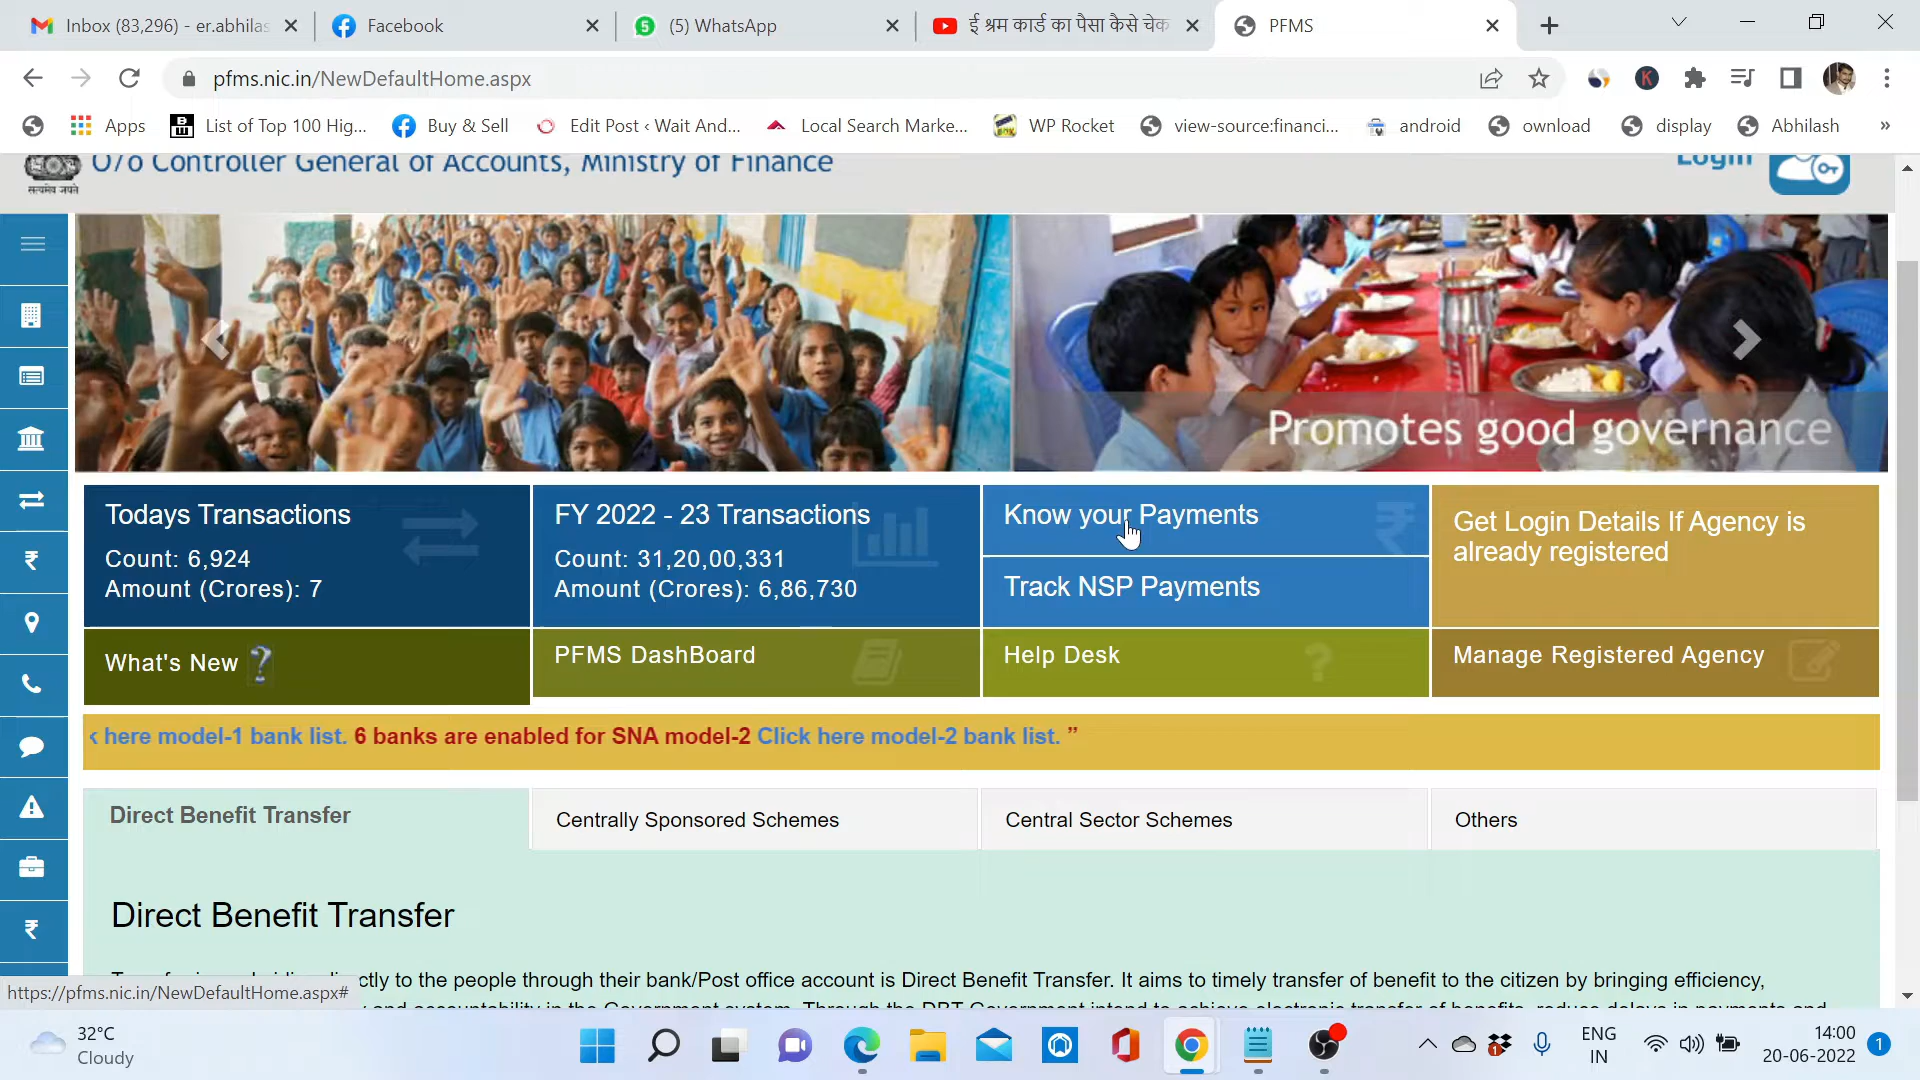 Inbox (83,296) - er.abhilas
Facebook
(5) WhatsApp
ई श्रम कार्ड का पैसा कैसे चेक
PFMS
pfms.nic.in/NewDefaultHome.aspx
Apps
List of Top 100 Hig...
Buy & Sell
Edit Post ‹ Wait And...
Local Search Marke...
WP Rocket
view-source:financi...
android
ownload
display
Abhilash
»
O/o Controller General of Accounts, Ministry of Finance
Login
सत्यमेव जयते
Promotes good governance
Todays Transactions
Count: 6,924
Amount (Crores): 7
FY 2022 - 23 Transactions
Count: 31,20,00,331
Amount (Crores): 6,86,730
Know your Payments
Track NSP Payments
Get Login Details If Agency is
already registered
What's New
PFMS DashBoard
Help Desk
Manage Registered Agency
here model-1 bank list. 6 banks are enabled for SNA model-2 Click here model-2 bank list. ”
Direct Benefit Transfer
Centrally Sponsored Schemes
Central Sector Schemes
Others
Direct Benefit Transfer
to the people through their bank/Post office account is Direct Benefit Transfer. It aims to timely transfer of benefit to the citizen by bringing efficiency,
https://pfms.nic.in/NewDefaultHome.aspx#
32°C
Cloudy
ENG
IN
14:00
20-06-2022
1